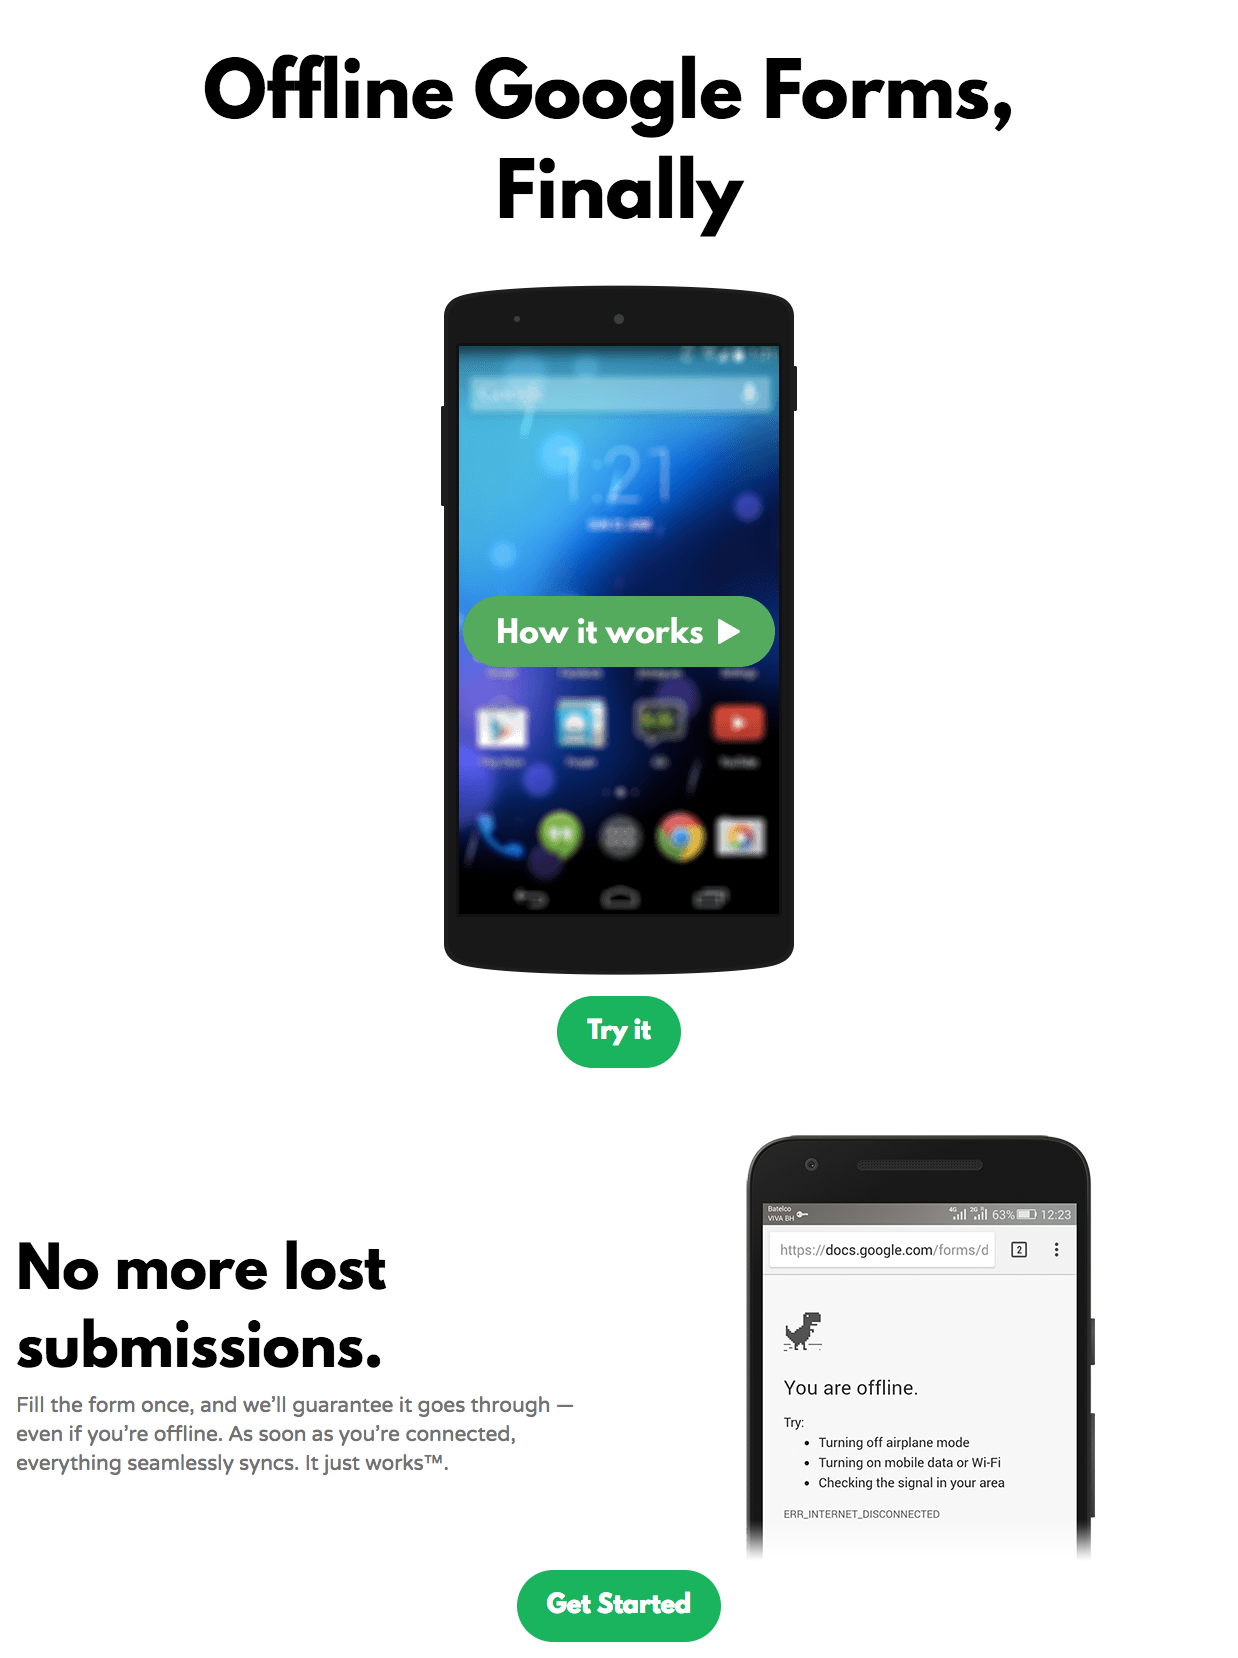 Offline Google Forms,
Finally
1:21
How it works
Try it
No more lost
submissions.
Fill the form once, and we’ll guarantee it goes through —
even if you’re offline. As soon as you’re connected,
everything seamlessly syncs. It just works™.
Batelco
VIVA BH
4G 2G R 63% 12:23
https://docs.google.com/forms/d
2
You are offline.
Try:
• Turning off airplane mode
• Turning on mobile data or Wi-Fi
• Checking the signal in your area
ERR_INTERNET_DISCONNECTED
Get Started